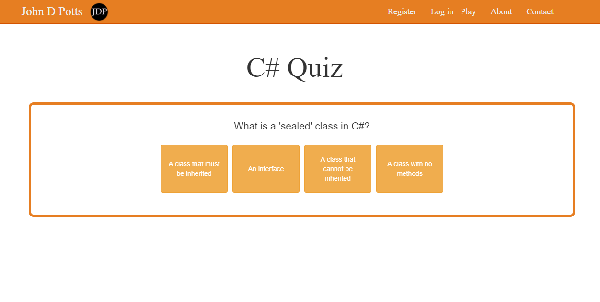 John D Potts JDP Register Log in Play About Contact
C# Quiz
What is a 'sealed' class in C#?
A class that must
be inherited
An interface
A class that
cannot be
inherited
A class with no
methods